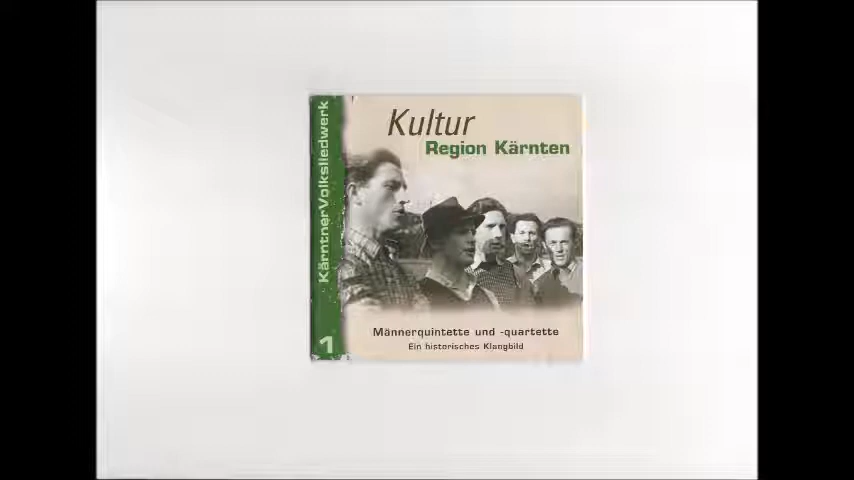 Kultur
Region Kärnten
KärntnerVolksliedwerk
1
Männerquintette und -quartette
Ein historisches Klangbild